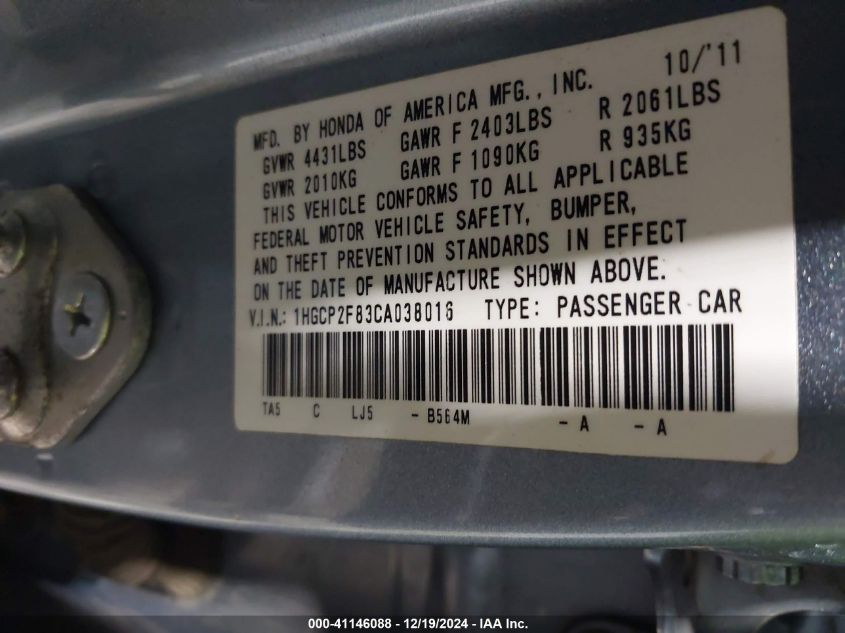 MFD. BY HONDA OF AMERICA MFG., INC. 10/'11
GVWR 4431LBS GAWR F 2403LBS R 2061LBS
GVWR 2010KG GAWR F 1090KG R 935KG
THIS VEHICLE CONFORMS TO ALL APPLICABLE
FEDERAL MOTOR VEHICLE SAFETY, BUMPER,
AND THEFT PREVENTION STANDARDS IN EFFECT
ON THE DATE OF MANUFACTURE SHOWN ABOVE.
V.I.N.: 1HGCP2F83CA038016 TYPE: PASSENGER CAR
TA5 C LJ5 - B564M - A - A
000-41146088 - 12/19/2024 - IAA Inc.